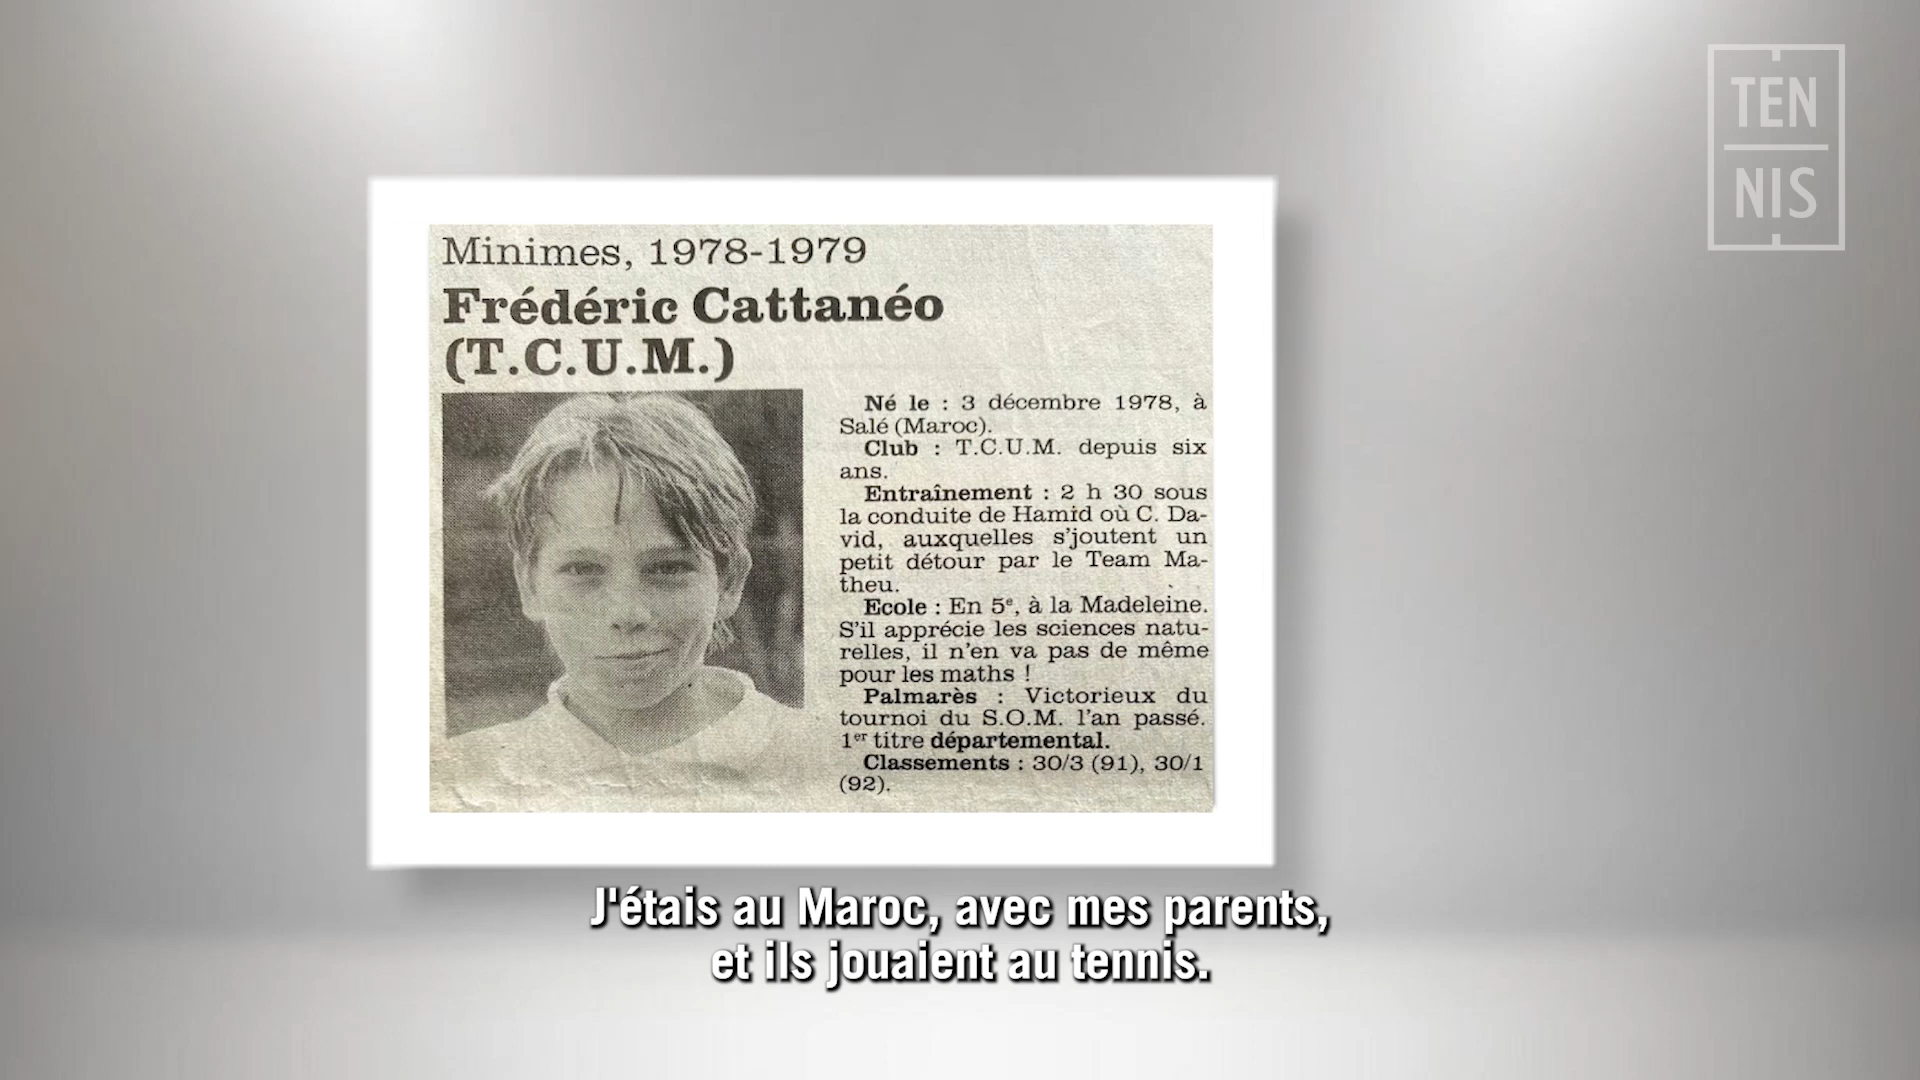 TEN
NIS
Minimes, 1978-1979
Frédéric Cattanéo
(T.C.U.M.)
Né le : 3 décembre 1978, à
Salé (Maroc).
Club : T.C.U.M. depuis six
ans.
Entraînement : 2 h 30 sous
la conduite de Hamid où C. Da-
vid, auxquelles s'joutent un
petit détour par le Team Ma-
theu.
Ecole : En 5e, à la Madeleine.
S'il apprécie les sciences natu-
relles, il n'en va pas de même
pour les maths !
Palmarès : Victorieux du
tournoi du S.O.M. l'an passé.
1er titre départemental.
Classements : 30/3 (91), 30/1
(92).
J'étais au Maroc, avec mes parents,
et ils jouaient au tennis.